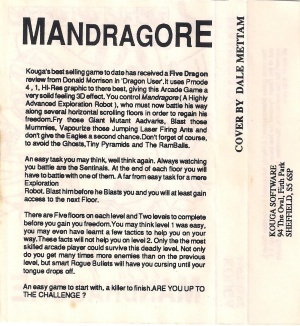 MANDRAGORE
Kouga's best selling game to date has received a Five Dragon
review from Donald Morrison in 'Dragon User'. It uses Pmode
4 , 1, Hi-Res graphic to there best, giving this Arcade Game a
very solid feeling 3D effect. You control Mandragore ( A Highly
Advanced Exploration Robot ), who must now battle his way
along several horizontal scrolling floors in order to regain his
freedom.Fry those Giant Mutant Aadvarks, Blast those
Mummies, Vapourize those Jumping Laser Firing Ants and
don't give the Eagles a second chance.Don't forget of course,
to avoid the Ghosts,Tiny Pyramids and The RamBalls.
An easy task you may think, well think again. Always watching
you battle are the Sentinals. At the end of each floor you will
have to battle with one of them. A far from easy task for a mere
Exploration
Robot. Blast him before he Blasts you and you will at least gain
access to the next Floor.
There are Five floors on each level and Two levels to complete
before you gain you freedom.You may think level 1 was easy,
you may even have learnt a few tactics to help you on your
way.These facts will not help you on level 2. Only the the most
skilled arcade player could survive this deadly level. Not only
do you get many times more enemies than on the previous
level, but smart Rogue Bullets will have you cursing until your
tongue drops off.
An easy game to start with, a killer to finish.ARE YOU UP TO
THE CHALLENGE ?
COVER BY DALE METTAM
KOUGA SOFTWARE
94 The Oval, Firth Park
SHEFFIELD, S5 6SP